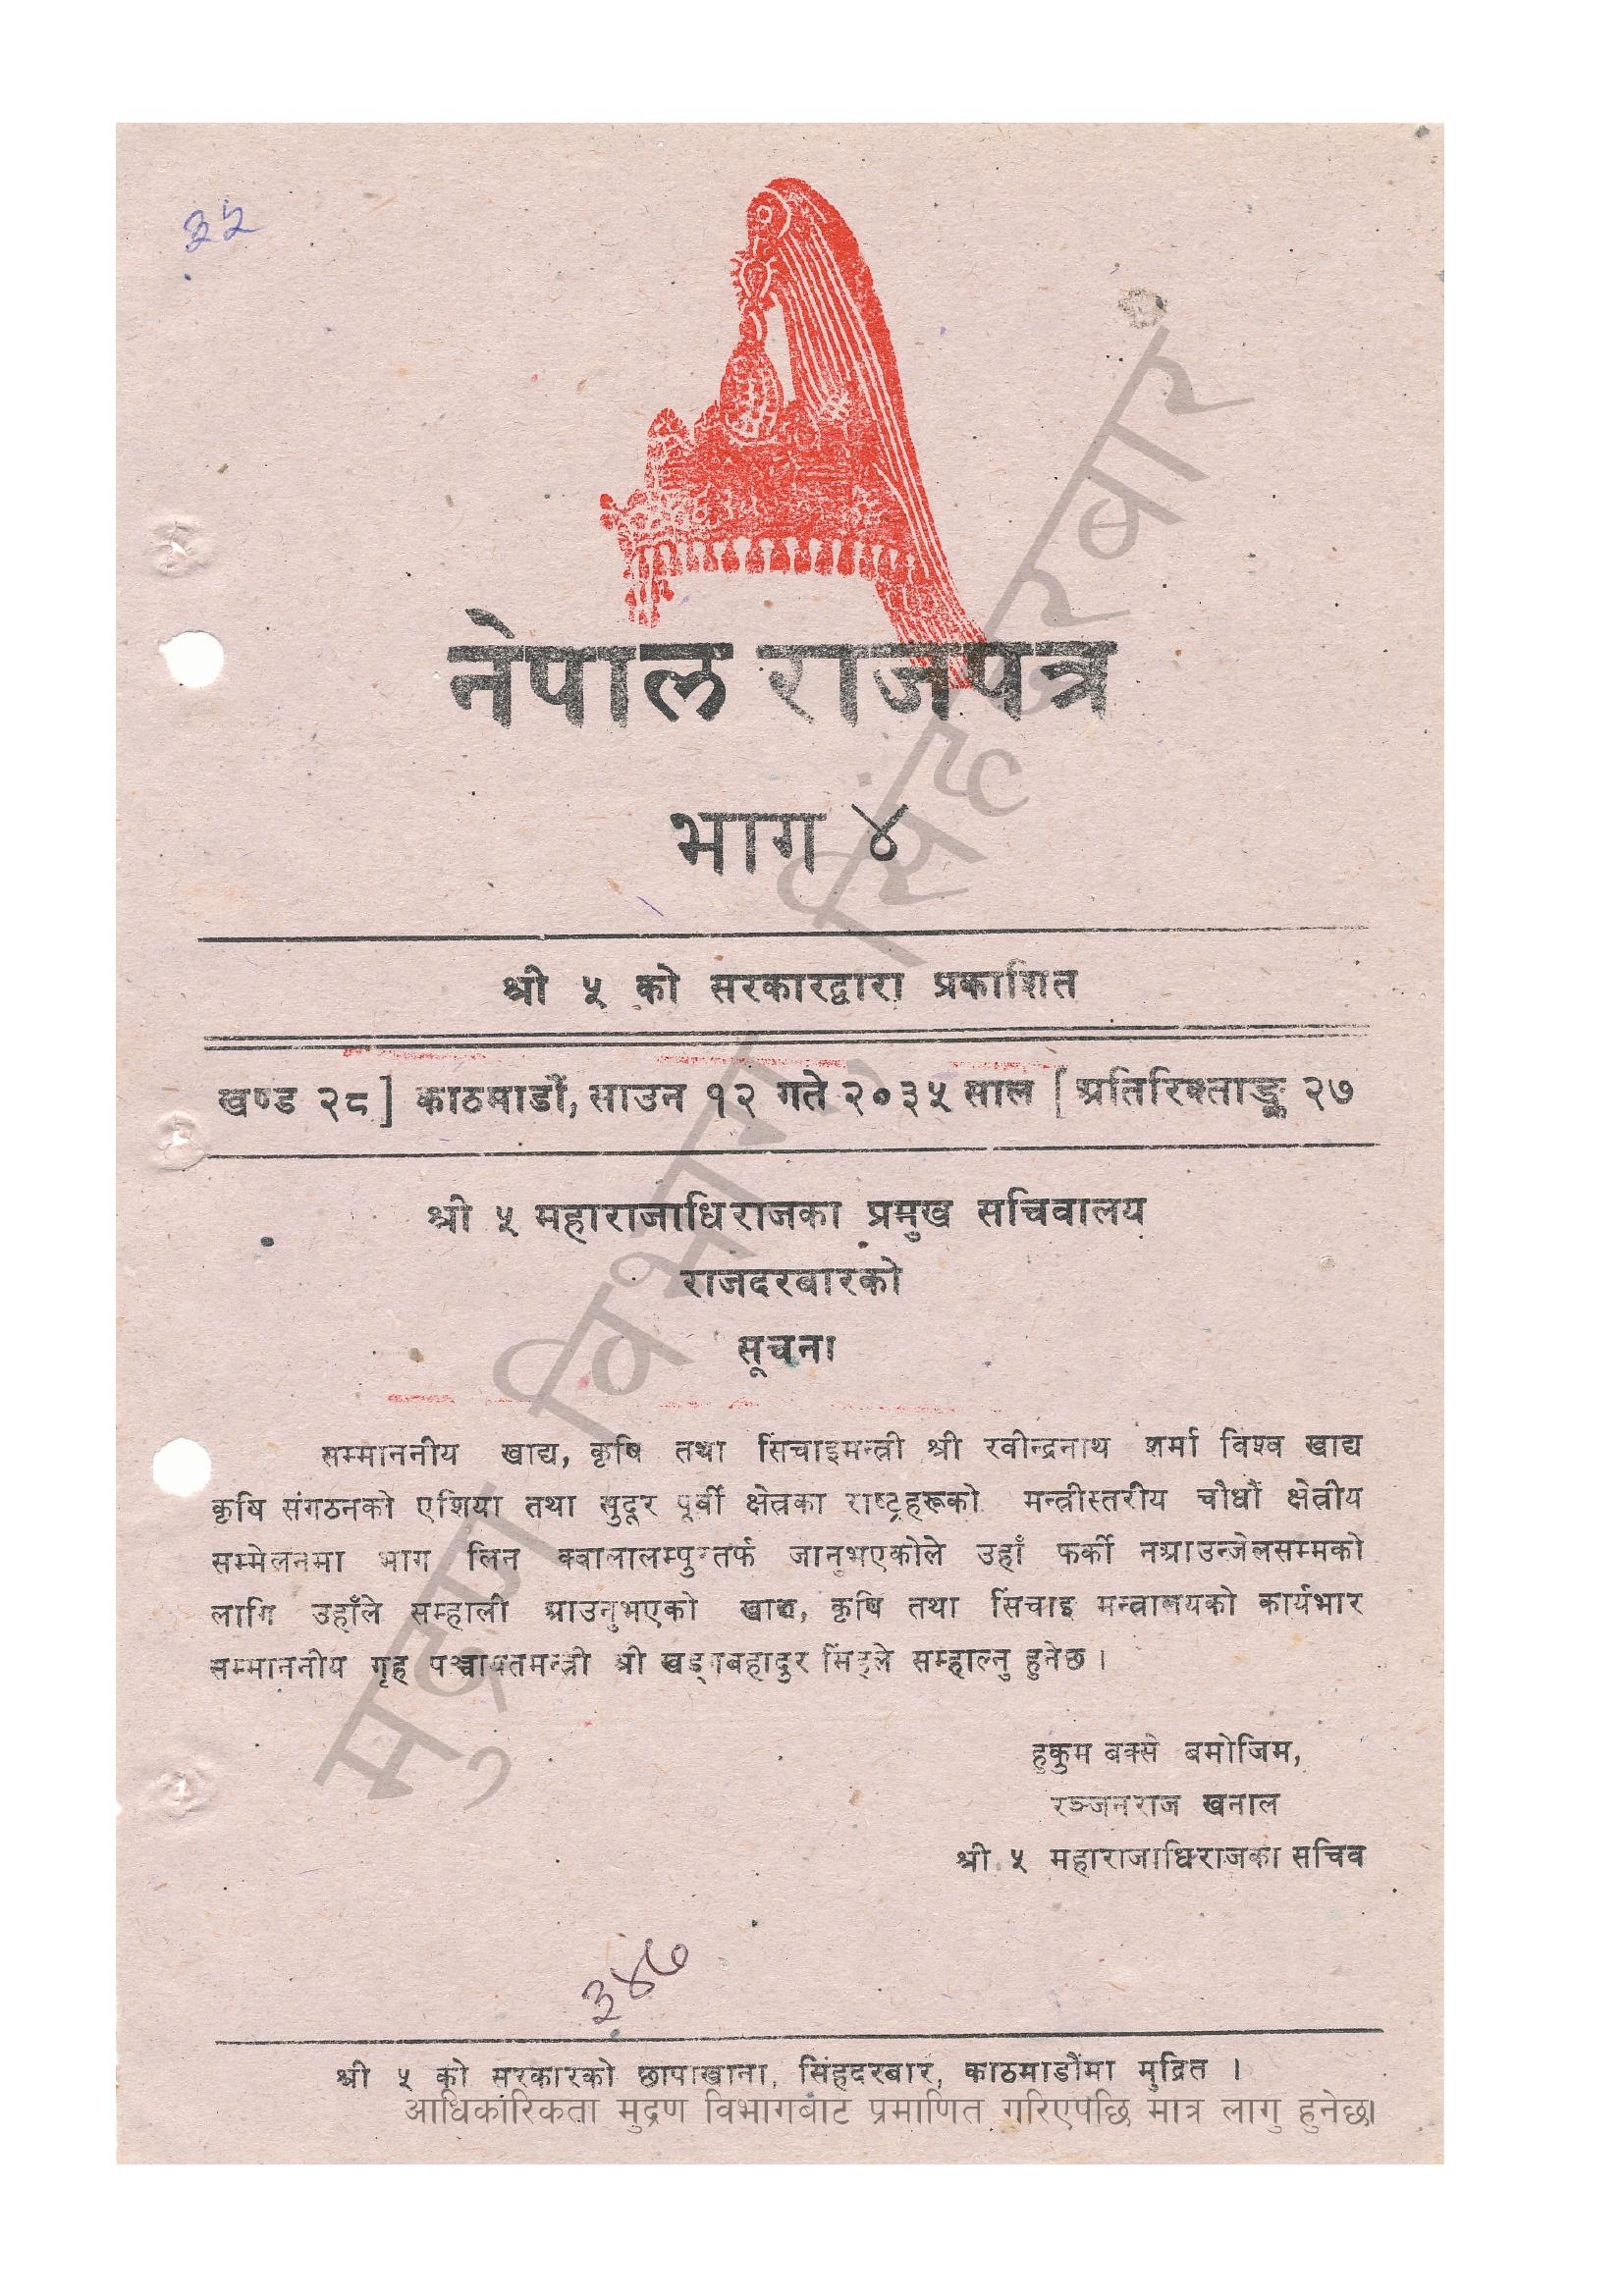 ३५
नेपाल राजपत्र
भाग ४
श्री ५ को सरकारद्वारा प्रकाशित
खण्ड २८] काठमाडौं, साउन १२ गते २०३५ साल [अतिरिक्ताङ्क २७
श्री ५ महाराजाधिराजका प्रमुख सचिवालय
राजदरबारको
सूचना
सम्माननीय खाद्य, कृषि तथा सिंचाइमन्त्री श्री रवीन्द्रनाथ शर्मा विश्व खाद्य
कृषि संगठनको एशिया तथा सुदूर पूर्वी क्षेत्रका राष्ट्रहरूको मन्त्रीस्तरीय चौधौं क्षेत्रीय
सम्मेलनमा भाग लिन क्वालालम्पुरतर्फ जानुभएकोले उहाँ फर्की नआउन्जेलसम्मको
लागि उहाँले सम्हाली आउनुभएको खाद्य, कृषि तथा सिंचाइ मन्त्रालयको कार्यभार
सम्माननीय गृह पञ्चायतमन्त्री श्री खड्गबहादुर सिंहले सम्हाल्नु हुनेछ ।
हुकुम बक्से बमोजिम,
रञ्जनराज खनाल
श्री ५ महाराजाधिराजका सचिव
३४७
श्री ५ को सरकारको छापाखाना, सिंहदरबार, काठमाडौंमा मुद्रित ।
आधिकारिकता मुद्रण विभागबाट प्रमाणित गरिएपछि मात्र लागु हुनेछ।
मुद्रण विभाग, सिंहदरबार